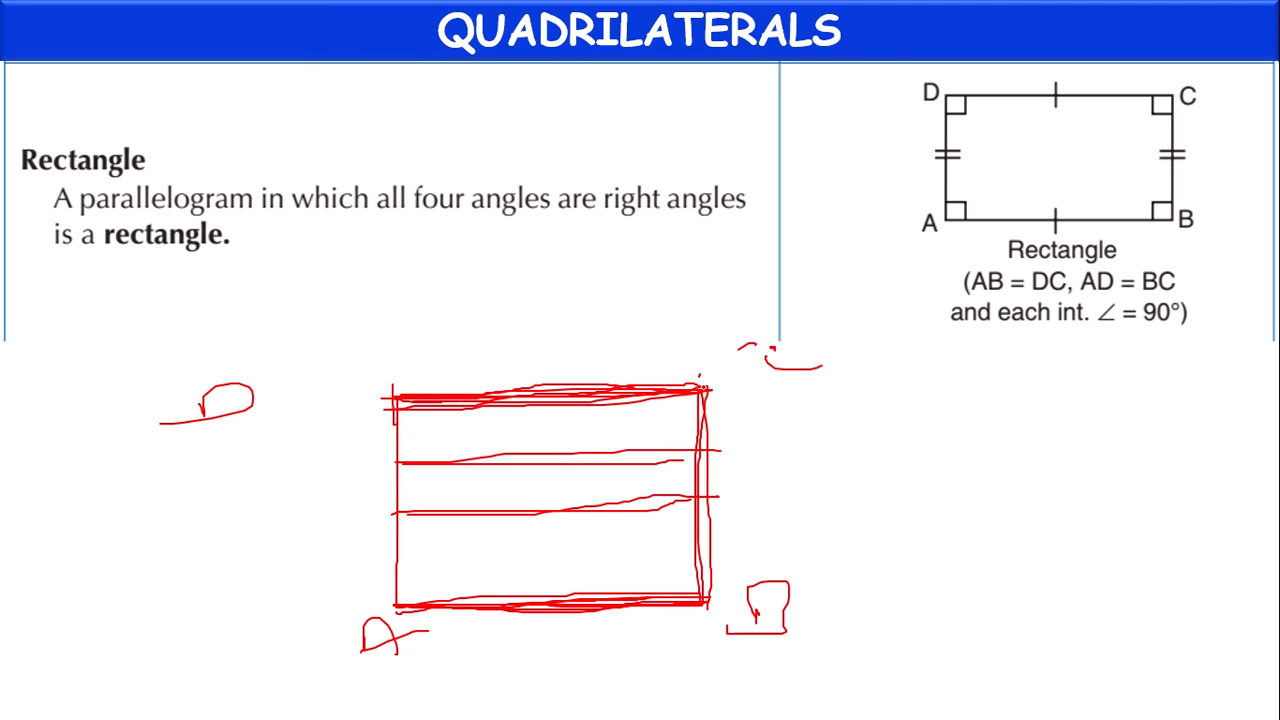 QUADRILATERALS
Rectangle
A parallelogram in which all four angles are right angles
is a rectangle.
D
C
A
B
Rectangle
(AB = DC, AD = BC
and each int. ∠ = 90°)
D
A